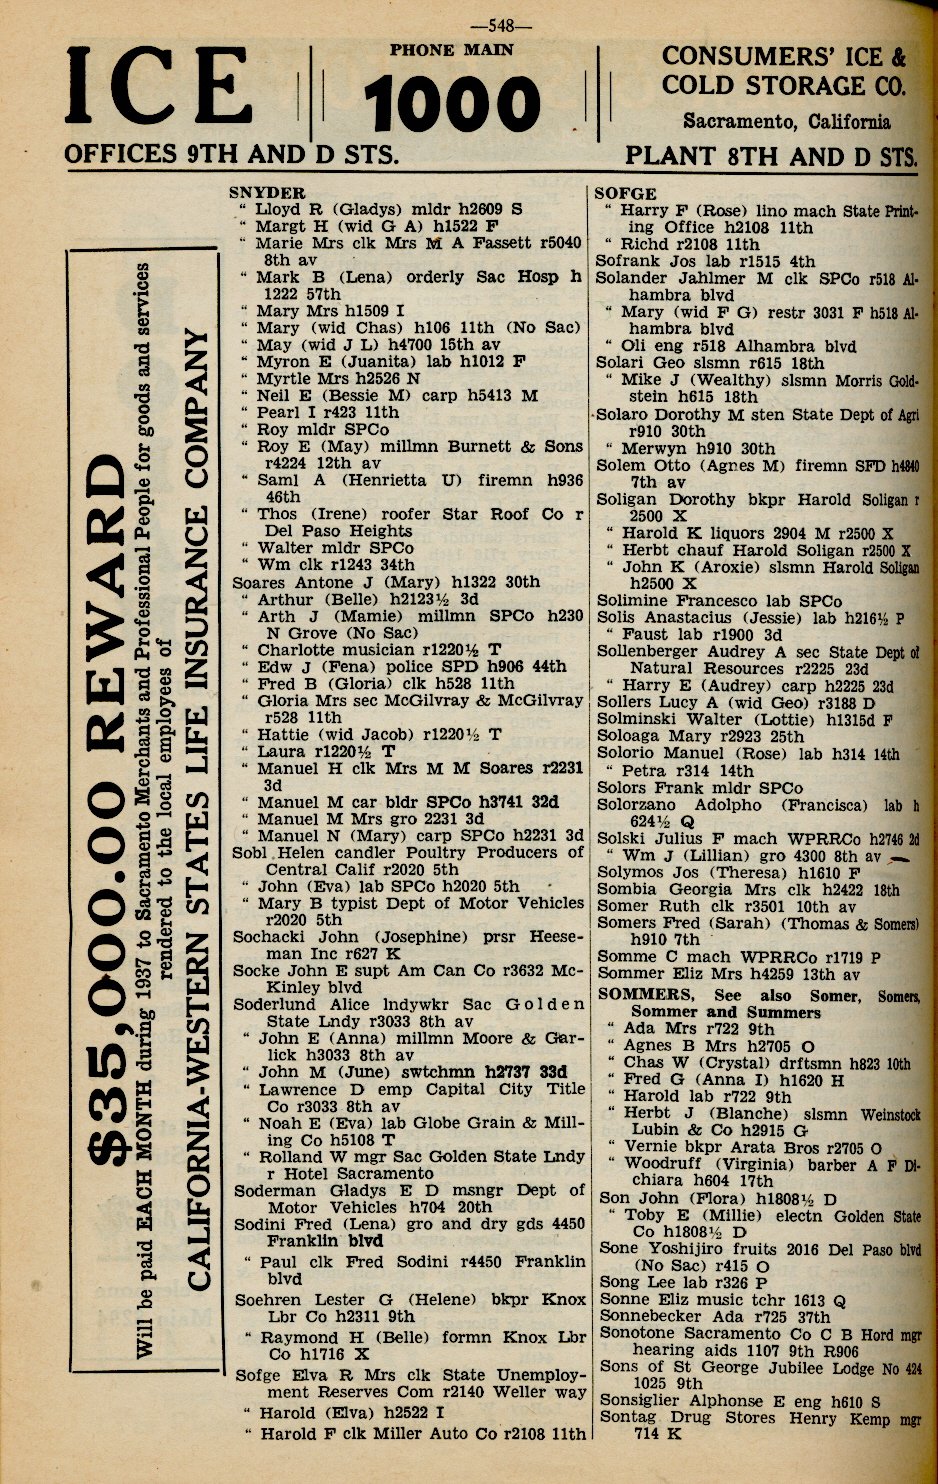 —548—
ICE
PHONE MAIN
1000
CONSUMERS' ICE &
COLD STORAGE CO.
Sacramento, California
OFFICES 9TH AND D STS.
PLANT 8TH AND D STS.
$35,000.00 REWARD
Will be paid EACH MONTH during 1937 to Sacramento Merchants and Professional People for goods and services
rendered to the local employees of
CALIFORNIA-WESTERN STATES LIFE INSURANCE COMPANY
SNYDER
" Lloyd R (Gladys) mldr h2609 S
" Margt H (wid G A) h1522 F
" Marie Mrs clk Mrs M A Fassett r5040
8th av
" Mark B (Lena) orderly Sac Hosp h
1222 57th
" Mary Mrs h1509 I
" Mary (wid Chas) h106 11th (No Sac)
" May (wid J L) h4700 15th av
" Myron E (Juanita) lab h1012 F
" Myrtle Mrs h2526 N
" Neil E (Bessie M) carp h5413 M
" Pearl I r423 11th
" Roy mldr SPCo
" Roy E (May) millmn Burnett & Sons
r4224 12th av
" Saml A (Henrietta U) firemn h936
46th
" Thos (Irene) roofer Star Roof Co r
Del Paso Heights
" Walter mldr SPCo
" Wm clk r1243 34th
Soares Antone J (Mary) h1322 30th
" Arthur (Belle) h2123½ 3d
" Arth J (Mamie) millmn SPCo h230
N Grove (No Sac)
" Charlotte musician r1220½ T
" Edw J (Fena) police SPD h906 44th
" Fred B (Gloria) clk h528 11th
" Gloria Mrs sec McGilvray & McGilvray
r528 11th
" Hattie (wid Jacob) r1220½ T
" Laura r1220½ T
" Manuel H clk Mrs M M Soares r2231
3d
" Manuel M car bldr SPCo h3741 32d
" Manuel M Mrs gro 2231 3d
" Manuel N (Mary) carp SPCo h2231 3d
Sobl Helen candler Poultry Producers of
Central Calif r2020 5th
" John (Eva) lab SPCo h2020 5th
" Mary B typist Dept of Motor Vehicles
r2020 5th
Sochacki John (Josephine) prsr Heese-
man Inc r627 K
Socke John E supt Am Can Co r3632 Mc-
Kinley blvd
Soderlund Alice lndywkr Sac Golden
State Lndy r3033 8th av
" John E (Anna) millmn Moore & Gar-
lick h3033 8th av
" John M (June) swtchmn h2737 33d
" Lawrence D emp Capital City Title
Co r3033 8th av
" Noah E (Eva) lab Globe Grain & Mill-
ing Co h5108 T
" Rolland W mgr Sac Golden State Lndy
r Hotel Sacramento
Soderman Gladys E D msngr Dept of
Motor Vehicles h704 20th
Sodini Fred (Lena) gro and dry gds 4450
Franklin blvd
" Paul clk Fred Sodini r4450 Franklin
blvd
Soehren Lester G (Helene) bkpr Knox
Lbr Co h2311 9th
" Raymond H (Belle) formn Knox Lbr
Co h1716 X
Sofge Elva R Mrs clk State Unemploy-
ment Reserves Com r2140 Weller way
" Harold (Elva) h2522 I
" Harold F clk Miller Auto Co r2108 11th
SOFGE
" Harry F (Rose) lino mach State Print-
ing Office h2108 11th
" Richd r2108 11th
Sofrank Jos lab r1515 4th
Solander Jahlmer M clk SPCo r518 Al-
hambra blvd
" Mary (wid F G) restr 3031 F h518 Al-
hambra blvd
" Oli eng r518 Alhambra blvd
Solari Geo slsmn r615 18th
" Mike J (Wealthy) slsmn Morris Gold-
stein h615 18th
Solaro Dorothy M sten State Dept of Agri
r910 30th
" Merwyn h910 30th
Solem Otto (Agnes M) firemn SFD h4840
7th av
Soligan Dorothy bkpr Harold Soligan r
2500 X
" Harold K liquors 2904 M r2500 X
" Herbt chauf Harold Soligan r2500 X
" John K (Aroxie) slsmn Harold Soligan
h2500 X
Solimine Francesco lab SPCo
Solis Anastacius (Jessie) lab h216½ P
" Faust lab r1900 3d
Sollenberger Audrey A sec State Dept of
Natural Resources r2225 23d
" Harry E (Audrey) carp h2225 23d
Sollers Lucy A (wid Geo) r3188 D
Solminski Walter (Lottie) h1315d F
Soloaga Mary r2923 25th
Solorio Manuel (Rose) lab h314 14th
" Petra r314 14th
Solors Frank mldr SPCo
Solorzano Adolpho (Francisca) lab h
624½ Q
Solski Julius F mach WPRRCo h2746 2d
" Wm J (Lillian) gro 4300 8th av
Solymos Jos (Theresa) h1610 F
Sombia Georgia Mrs clk h2422 18th
Somer Ruth clk r3501 10th av
Somers Fred (Sarah) (Thomas & Somers)
h910 7th
Somme C mach WPRRCo r1719 P
Sommer Eliz Mrs h4259 13th av
SOMMERS, See also Somer, Somers,
Sommer and Summers
" Ada Mrs r722 9th
" Agnes B Mrs h2705 O
" Chas W (Crystal) drftsmn h823 10th
" Fred G (Anna I) h1620 H
" Harold lab r722 9th
" Herbt J (Blanche) slsmn Weinstock
Lubin & Co h2915 G
" Vernie bkpr Arata Bros r2705 O
" Woodruff (Virginia) barber A F Di-
chiara h604 17th
Son John (Flora) h1808½ D
" Toby E (Millie) electn Golden State
Co h1808½ D
Sone Yoshijiro fruits 2016 Del Paso blvd
(No Sac) r415 O
Song Lee lab r326 P
Sonne Eliz music tchr 1613 Q
Sonnebecker Ada r725 37th
Sonotone Sacramento Co C B Hord mgr
hearing aids 1107 9th R906
Sons of St George Jubilee Lodge No 424
1025 9th
Sonsiglier Alphonse E eng h610 S
Sontag Drug Stores Henry Kemp mgr
714 K